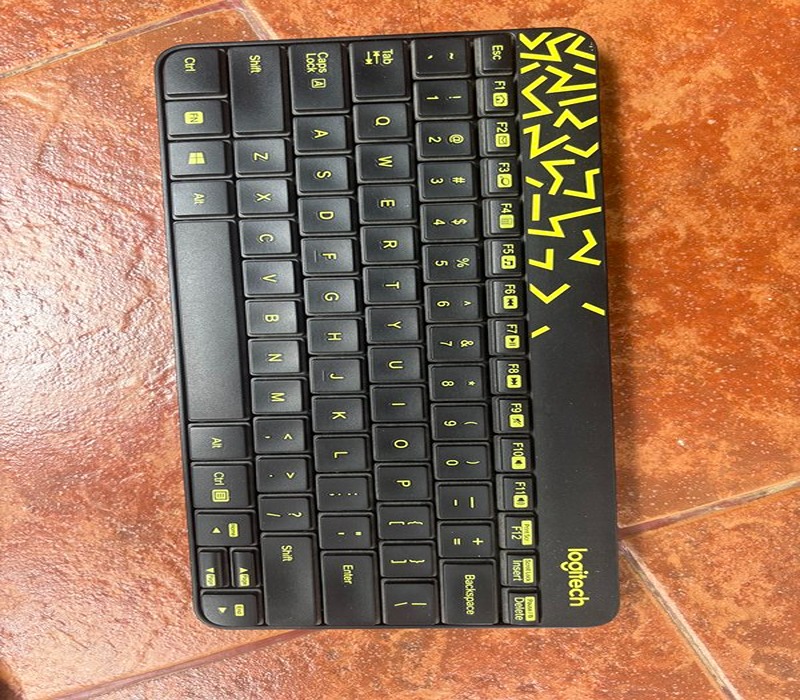 logitech
Esc F1 F2 F3 F4 F5 F6 F7 F8 F9 F10 F11 F12 Insert Delete
~ ` ! 1 @ 2 # 3 $ 4 % 5 ^ 6 & 7 * 8 ( 9 ) 0 _ - + = Backspace
Tab Q W E R T Y U I O P { [ } ] | \
Caps Lock A A S D F G H J K L : ; " ' Enter
Shift Z X C V B N M < , > . ? / Shift
Ctrl FN Alt Alt Ctrl